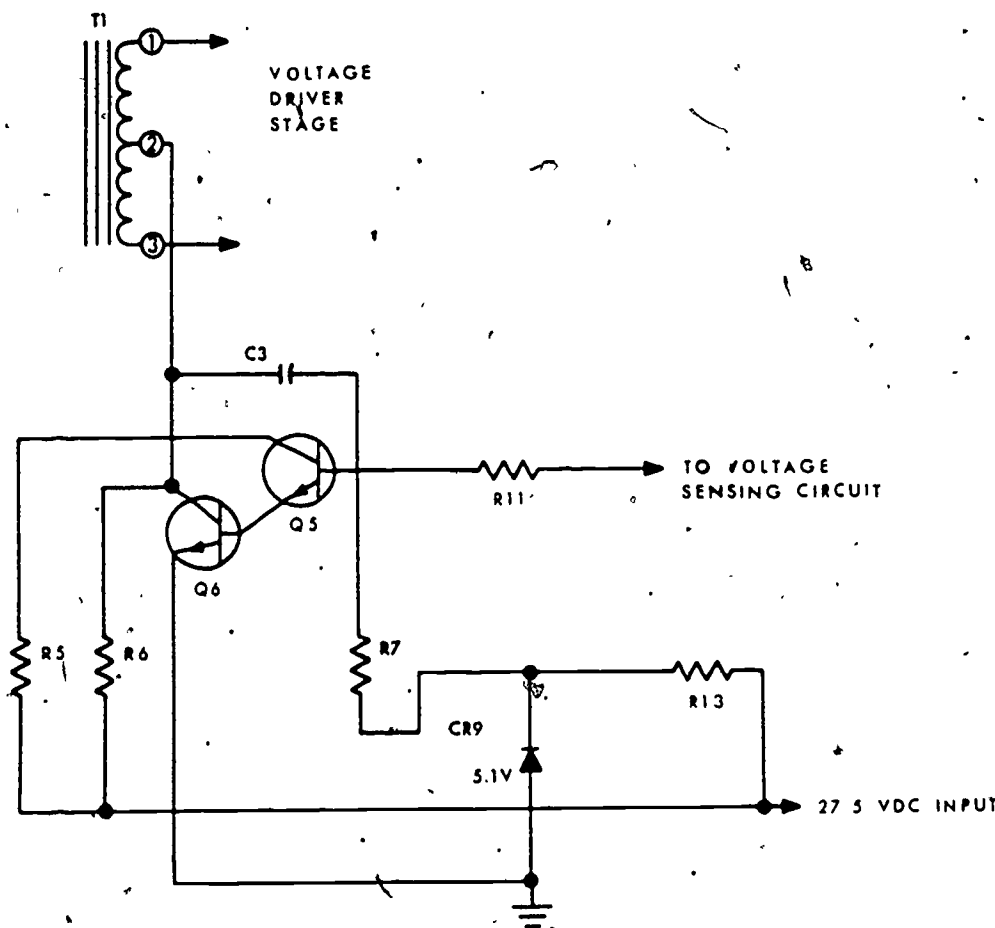 T1
1
VOLTAGE
DRIVER
STAGE
2
3
C3
TO VOLTAGE
SENSING CIRCUIT
R11
Q5
Q6
R5
R6
R7
R13
CR9
5.1V
27 5 VDC INPUT